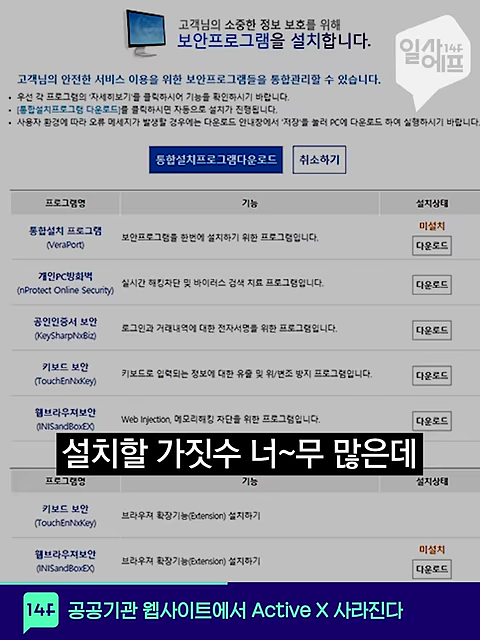 고객님의 소중한 정보 보호를 위해
보안프로그램을 설치합니다.
일사
에프
14F
고객님의 안전한 서비스 이용을 위한 보안프로그램들을 통합관리할 수 있습니다.
• 우선 각 프로그램의 '자세히보기'를 클릭하시어 기능을 확인하시기 바랍니다.
• [통합설치프로그램 다운로드]를 클릭하시면 자동으로 설치가 진행됩니다.
• 사용자 환경에 따라 오류 메세지가 발생할 경우에는 다운로드 안내창에서 '저장'을 눌러 PC에 다운로드 하여 실행하시기 바랍니다.
통합설치프로그램다운로드 취소하기
프로그램명 기능 설치상태
통합설치 프로그램 (VeraPort) 보안프로그램을 한번에 설치하기 위한 프로그램입니다. 미설치 다운로드
개인PC방화벽 (nProtect Online Security) 실시간 해킹차단 및 바이러스 검색 치료 프로그램입니다. 다운로드
공인인증서 보안 (KeySharpNxBiz) 로그인과 거래내역에 대한 전자서명을 위한 프로그램입니다. 다운로드
키보드 보안 (TouchEnNxKey) 키보드로 입력되는 정보에 대한 유출 및 위/변조 방지 프로그램입니다. 다운로드
웹브라우져보안 (INISandBoxEX) Web Injection, 메모리해킹 차단을 위한 프로그램입니다. 다운로드
설치할 가짓수 너~무 많은데
프로그램명 기능 설치상태
키보드 보안 (TouchEnNxKey) 브라우져 확장기능(Extension) 설치하기
웹브라우져보안 (INISandBoxEX) 브라우져 확장기능(Extension) 설치하기 미설치 다운로드
14F 공공기관 웹사이트에서 Active X 사라진다